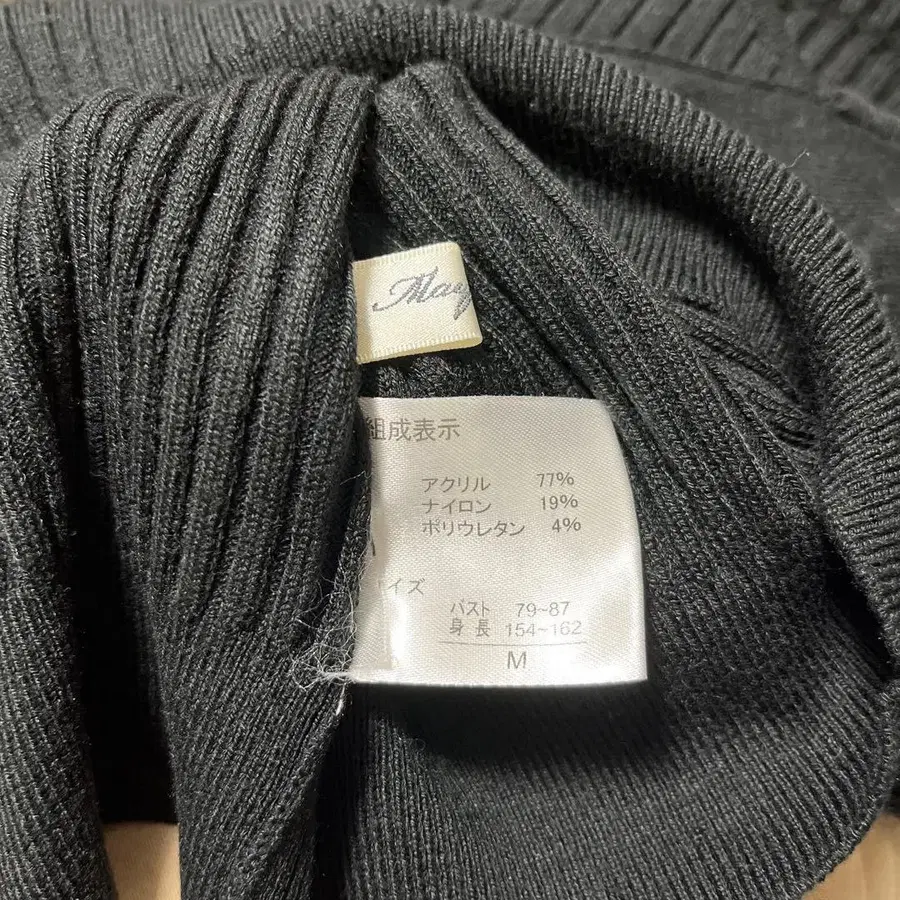 May
組成表示
アクリル 77%
ナイロン 19%
ポリウレタン 4%
イズ
バスト 79~87
身長 154~162
M